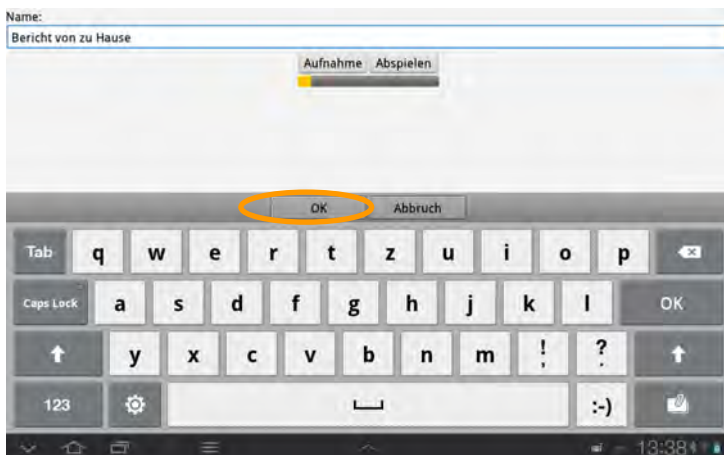 Name:
Bericht von zu Hause
Aufnahme Abspielen
OK Abbruch
Tab q w e r t z u i o p
Caps Lock a s d f g h j k l OK
y x c v b n m ! , ? .
123 :-)
13:38